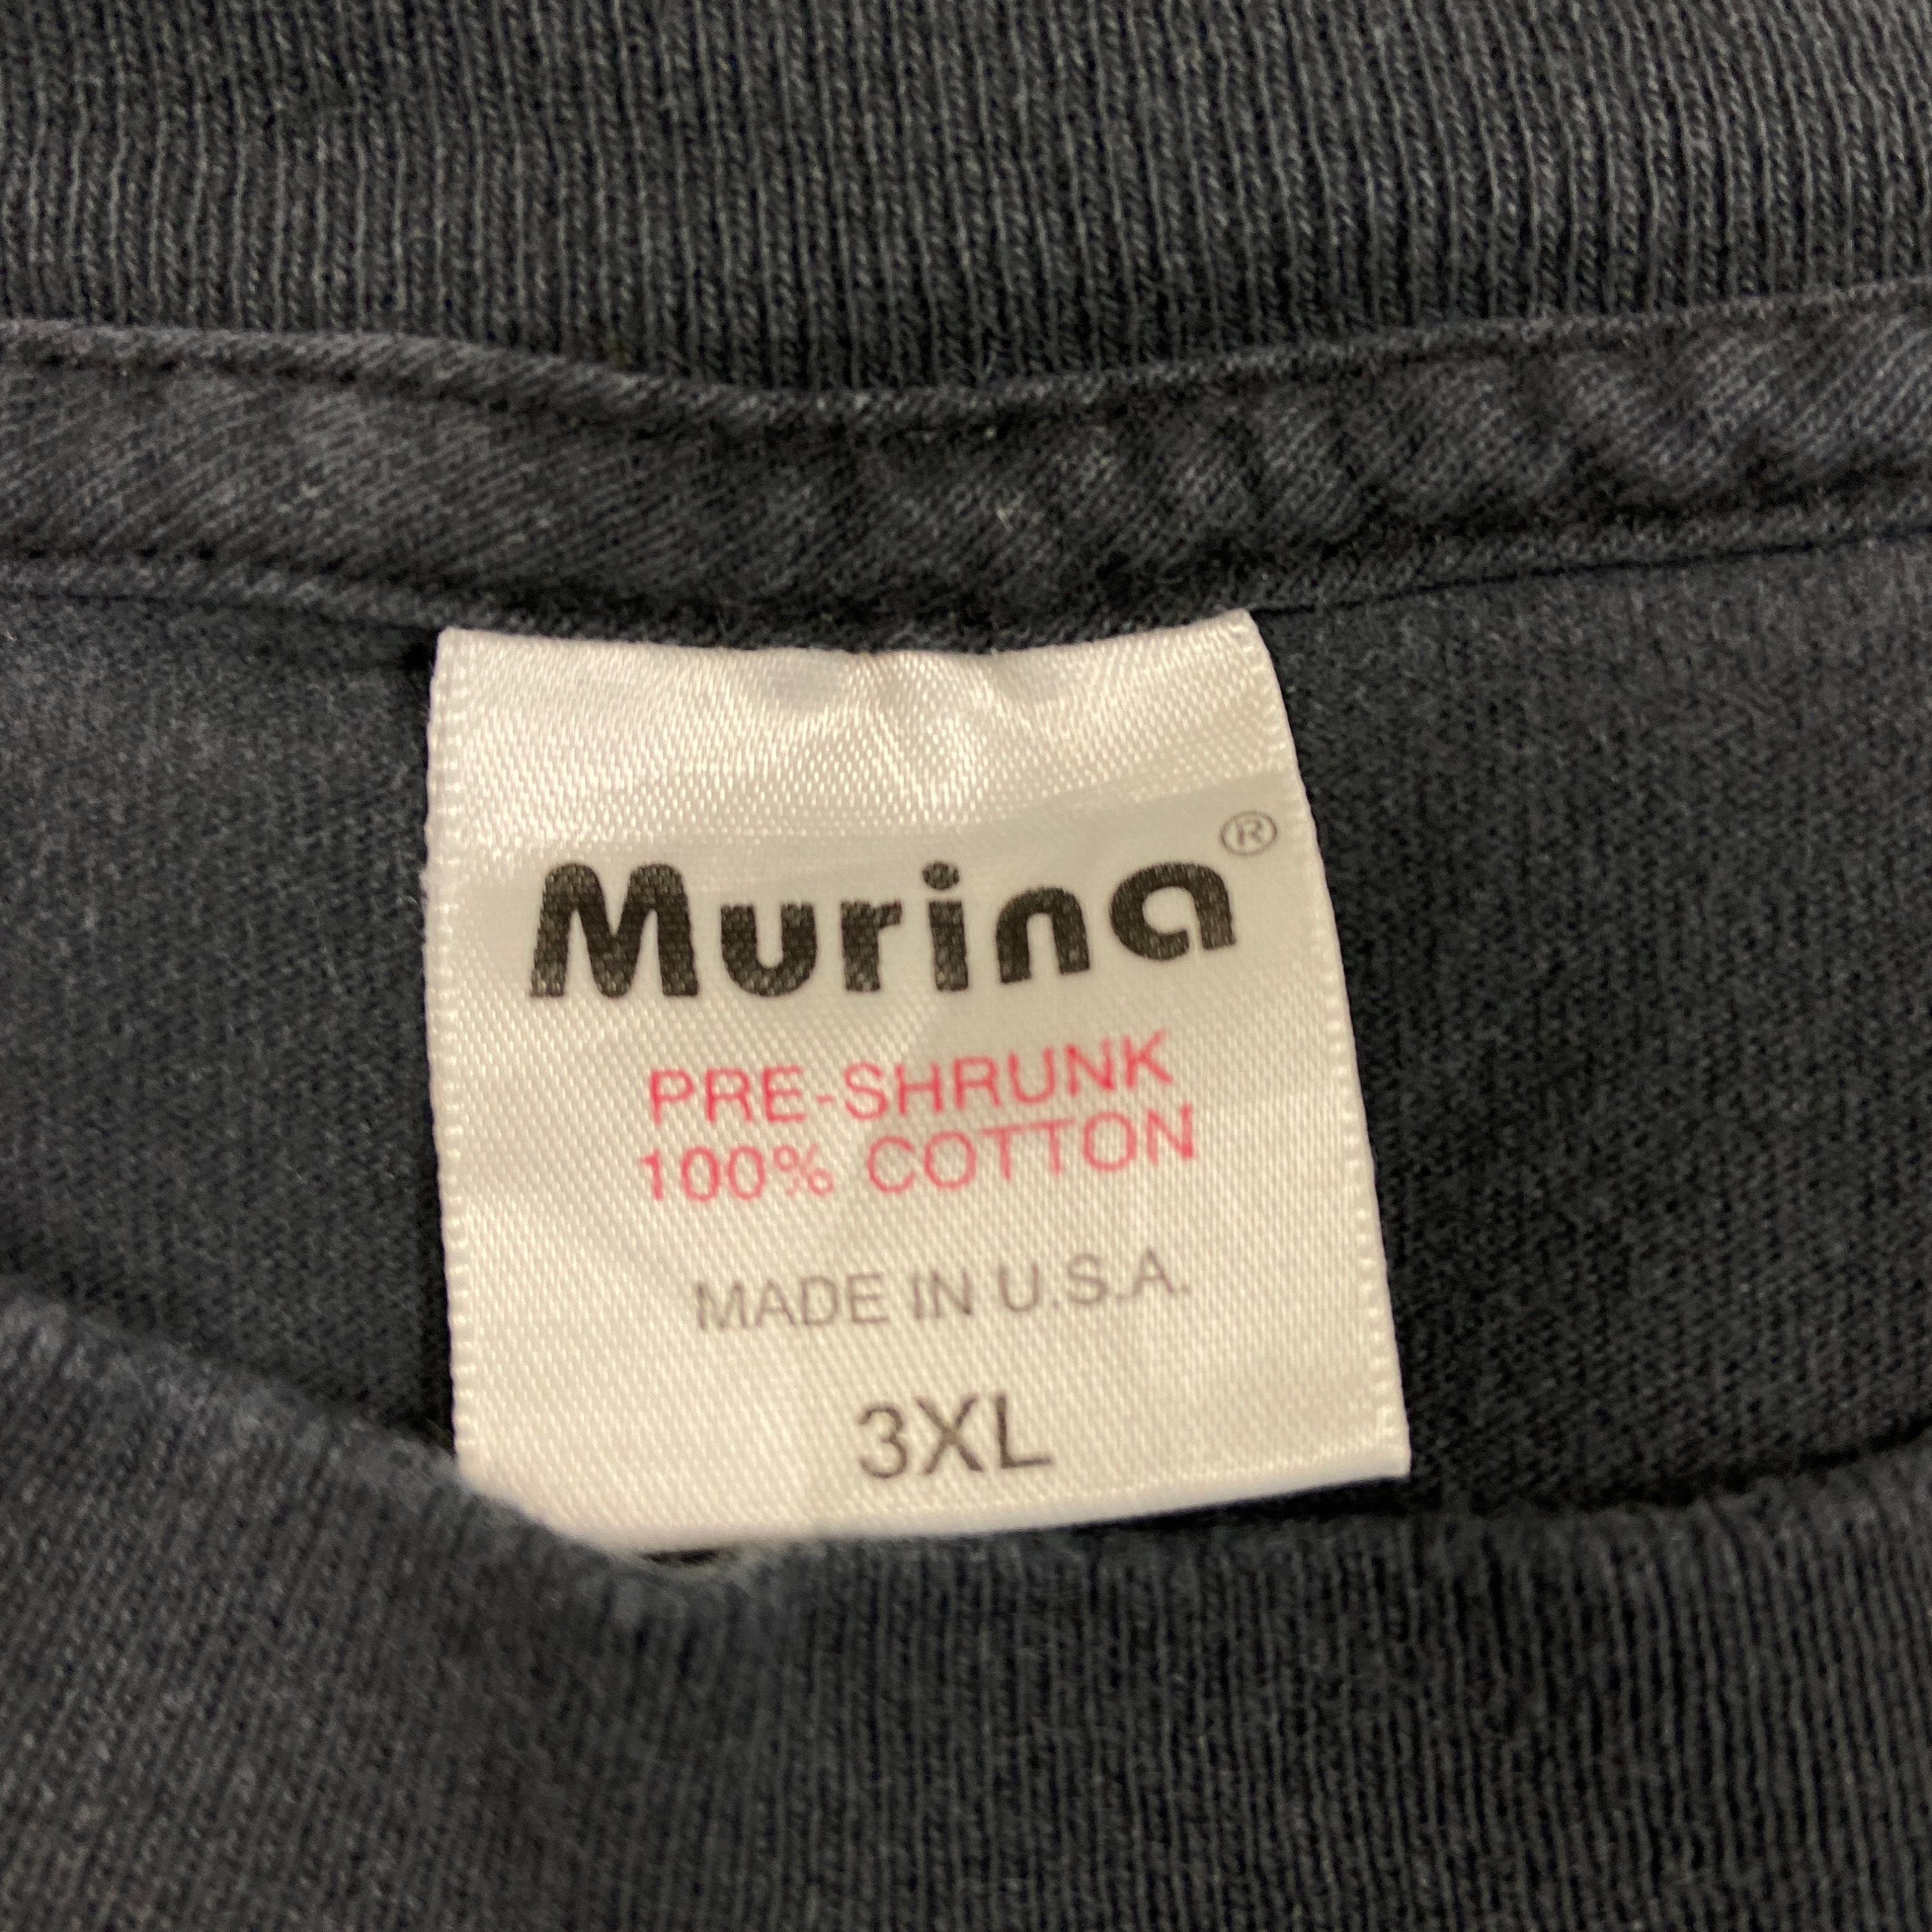 Murina®
PRE-SHRUNK
100% COTTON
MADE IN U.S.A.
3XL